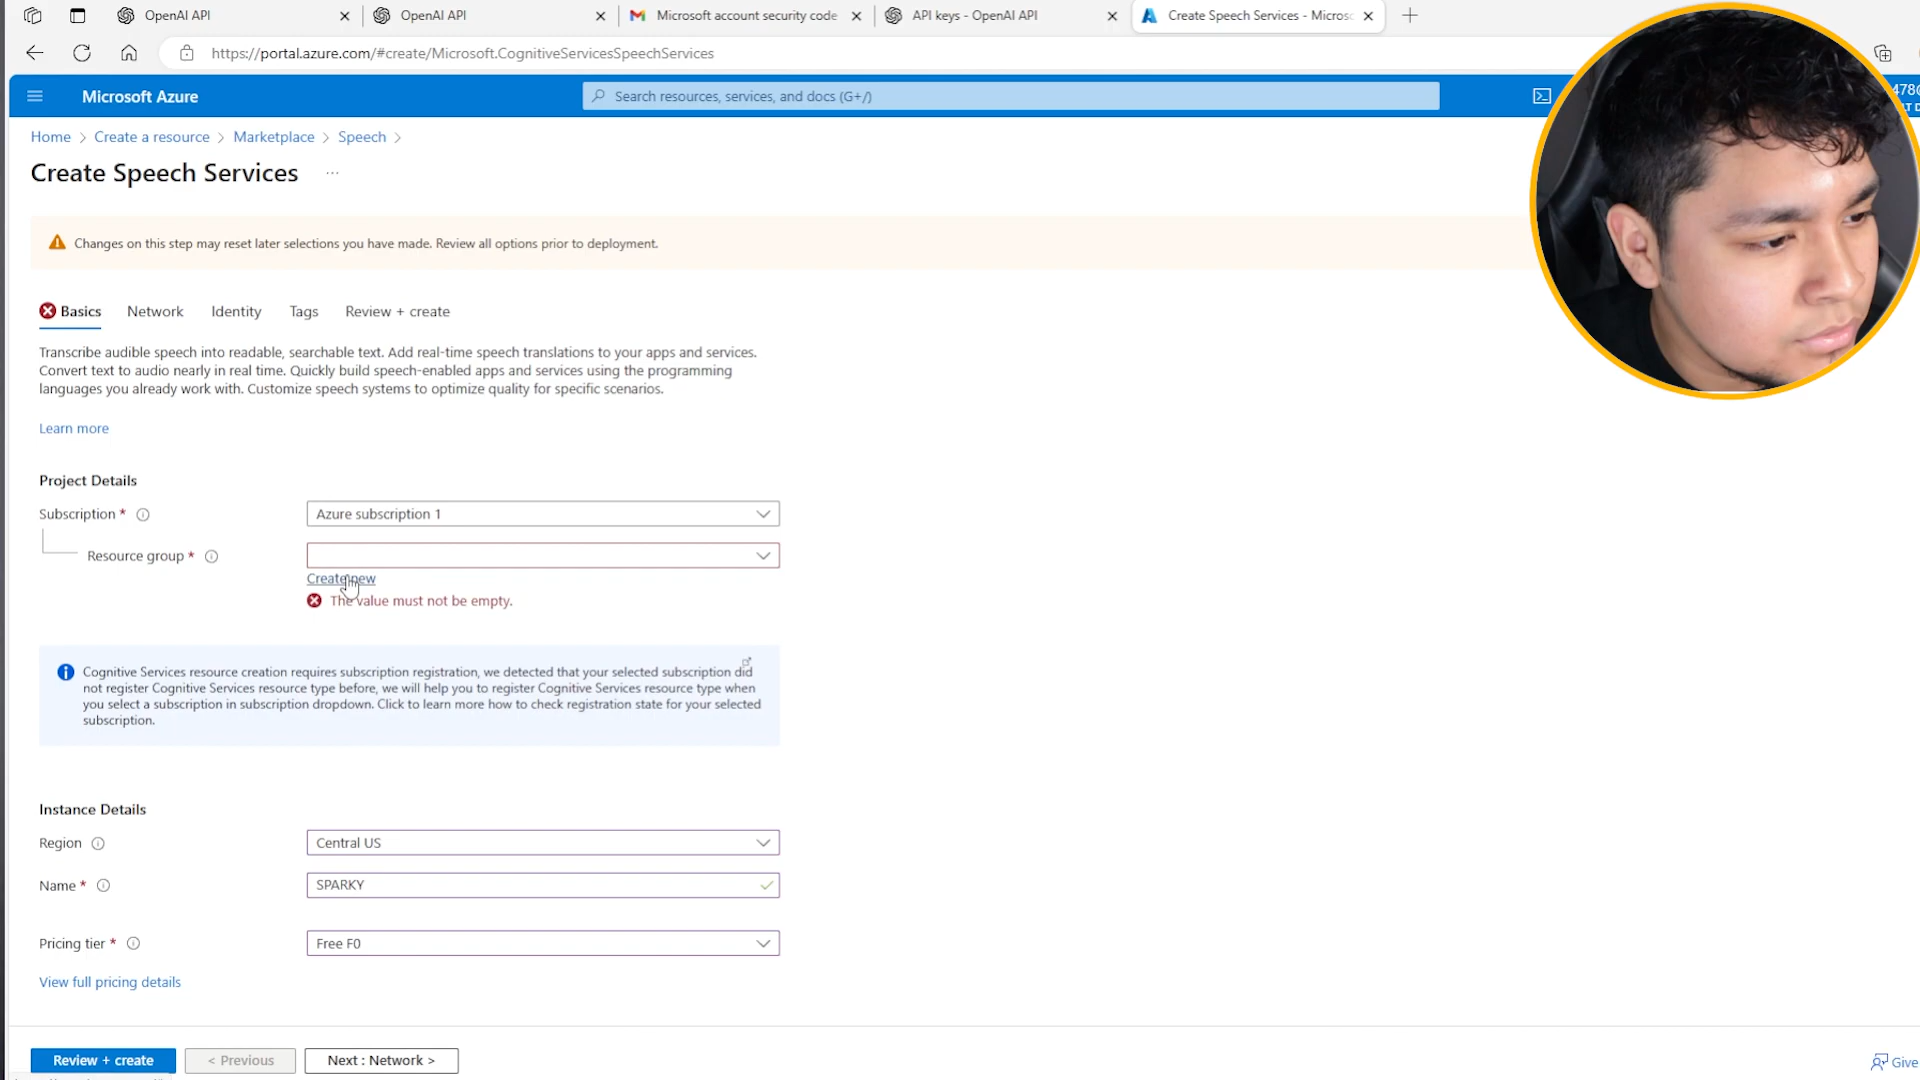 OpenAI API
OpenAI API
Microsoft account security code
API keys - OpenAI API
Create Speech Services - Micros
https://portal.azure.com/#create/Microsoft.CognitiveServicesSpeechServices
Microsoft Azure
Search resources, services, and docs (G+/)
478@
Home > Create a resource > Marketplace > Speech >
Create Speech Services ...
Changes on this step may reset later selections you have made. Review all options prior to deployment.
Basics Network Identity Tags Review + create
Transcribe audible speech into readable, searchable text. Add real-time speech translations to your apps and services.
Convert text to audio nearly in real time. Quickly build speech-enabled apps and services using the programming
languages you already work with. Customize speech systems to optimize quality for specific scenarios.
Learn more
Project Details
Subscription * Azure subscription 1
Resource group *
Create new
The value must not be empty.
Cognitive Services resource creation requires subscription registration, we detected that your selected subscription did
not register Cognitive Services resource type before, we will help you to register Cognitive Services resource type when
you select a subscription in subscription dropdown. Click to learn more how to check registration state for your selected
subscription.
Instance Details
Region Central US
Name * SPARKY
Pricing tier * Free F0
View full pricing details
Review + create < Previous Next : Network >
Give